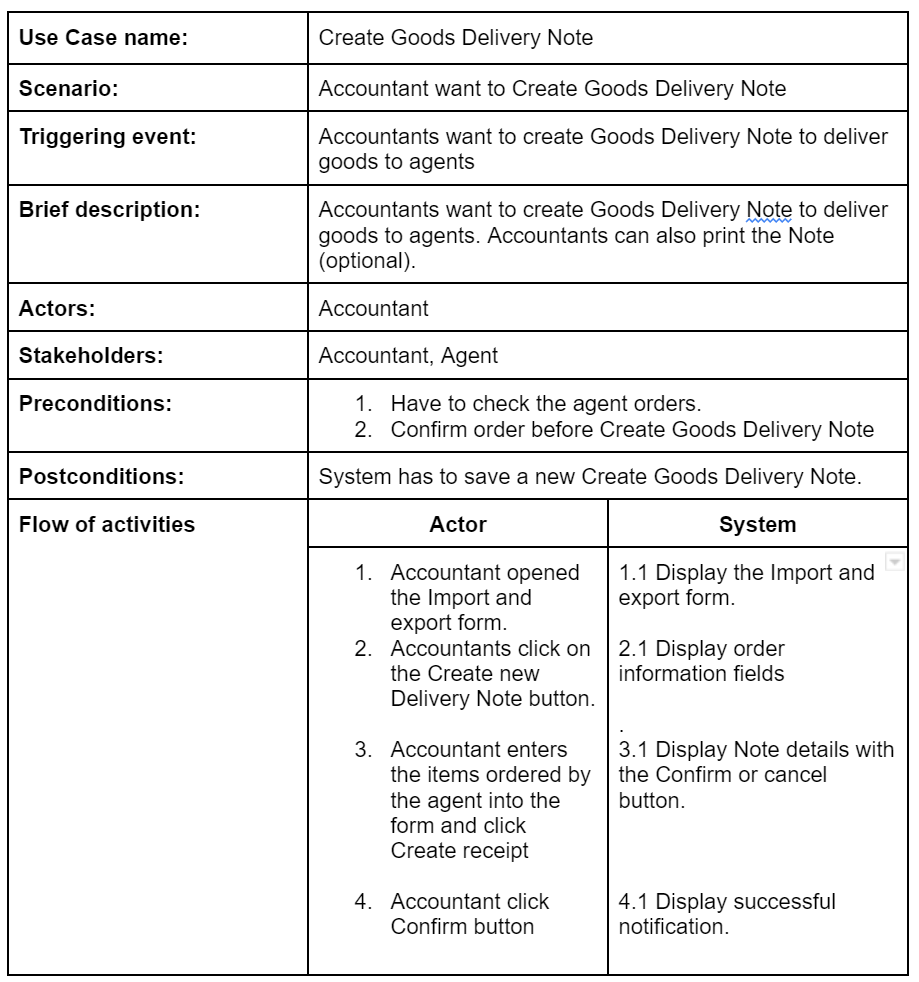 Use Case name:
Create Goods Delivery Note
Scenario:
Accountant want to Create Goods Delivery Note
Triggering event:
Accountants want to create Goods Delivery Note to deliver
goods to agents
Brief description:
Accountants want to create Goods Delivery Note to deliver
goods to agents. Accountants can also print the Note
(optional).
Actors:
Accountant
Stakeholders:
Accountant, Agent
Preconditions:
1. Have to check the agent orders.
2. Confirm order before Create Goods Delivery Note
Postconditions:
System has to save a new Create Goods Delivery Note.
Flow of activities
Actor
System
1. Accountant opened
the Import and
export form.
2. Accountants click on
the Create new
Delivery Note button.
3. Accountant enters
the items ordered by
the agent into the
form and click
Create receipt
4. Accountant click
Confirm button
1.1 Display the Import and
export form.
2.1 Display order
information fields
.
3.1 Display Note details with
the Confirm or cancel
button.
4.1 Display successful
notification.